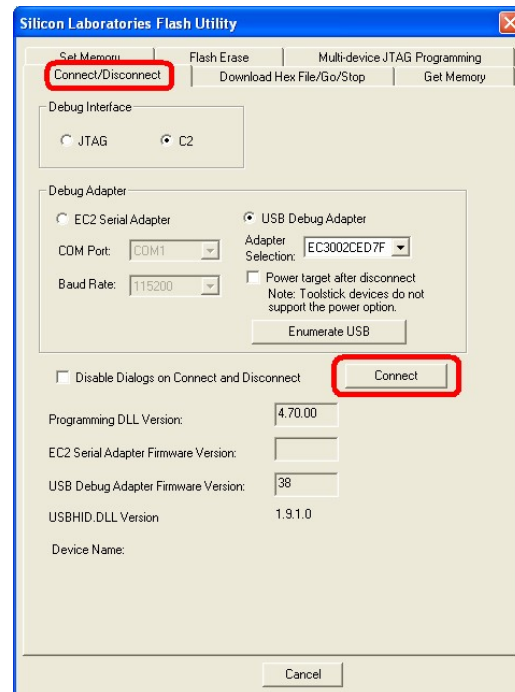 Silicon Laboratories Flash Utility
Set Memory Flash Erase Multi-device JTAG Programming
Connect/Disconnect Download Hex File/Go/Stop Get Memory
Debug Interface
JTAG C2
Debug Adapter
EC2 Serial Adapter USB Debug Adapter
COM Port: COM1 Adapter Selection: EC3002CED7F
Baud Rate: 115200 Power target after disconnect
Note: Toolstick devices do not
support the power option.
Enumerate USB
Disable Dialogs on Connect and Disconnect Connect
Programming DLL Version: 4.70.00
EC2 Serial Adapter Firmware Version:
USB Debug Adapter Firmware Version: 38
USBHID.DLL Version 1.9.1.0
Device Name:
Cancel